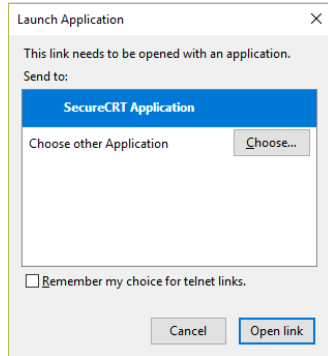 Launch Application
This link needs to be opened with an application.
Send to:
SecureCRT Application
Choose other Application
Choose...
Remember my choice for telnet links.
Cancel
Open link